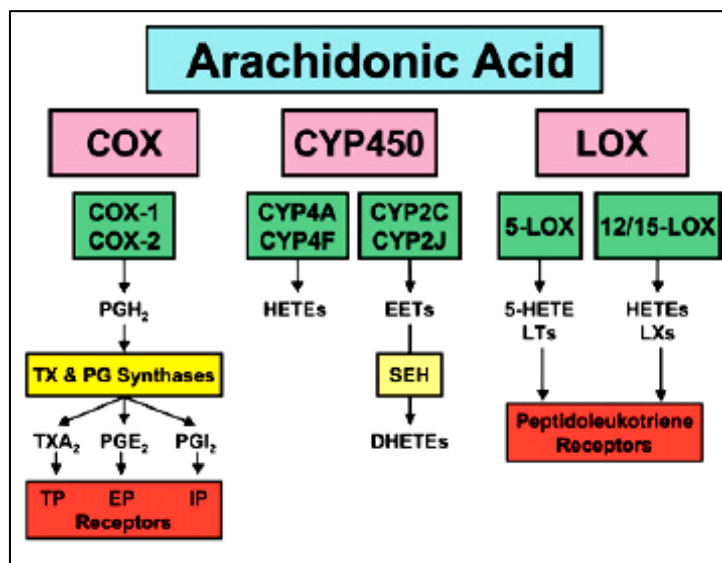 Arachidonic Acid
COX
CYP450
LOX
COX-1
COX-2
CYP4A
CYP4F
CYP2C
CYP2J
5-LOX
12/15-LOX
PGH₂
HETEs
EETs
5-HETE
LTs
HETEs
LXs
TX & PG Synthases
SEH
TXA₂ PGE₂ PGI₂
DHETEs
Peptidoleukotriene
Receptors
TP EP IP
Receptors